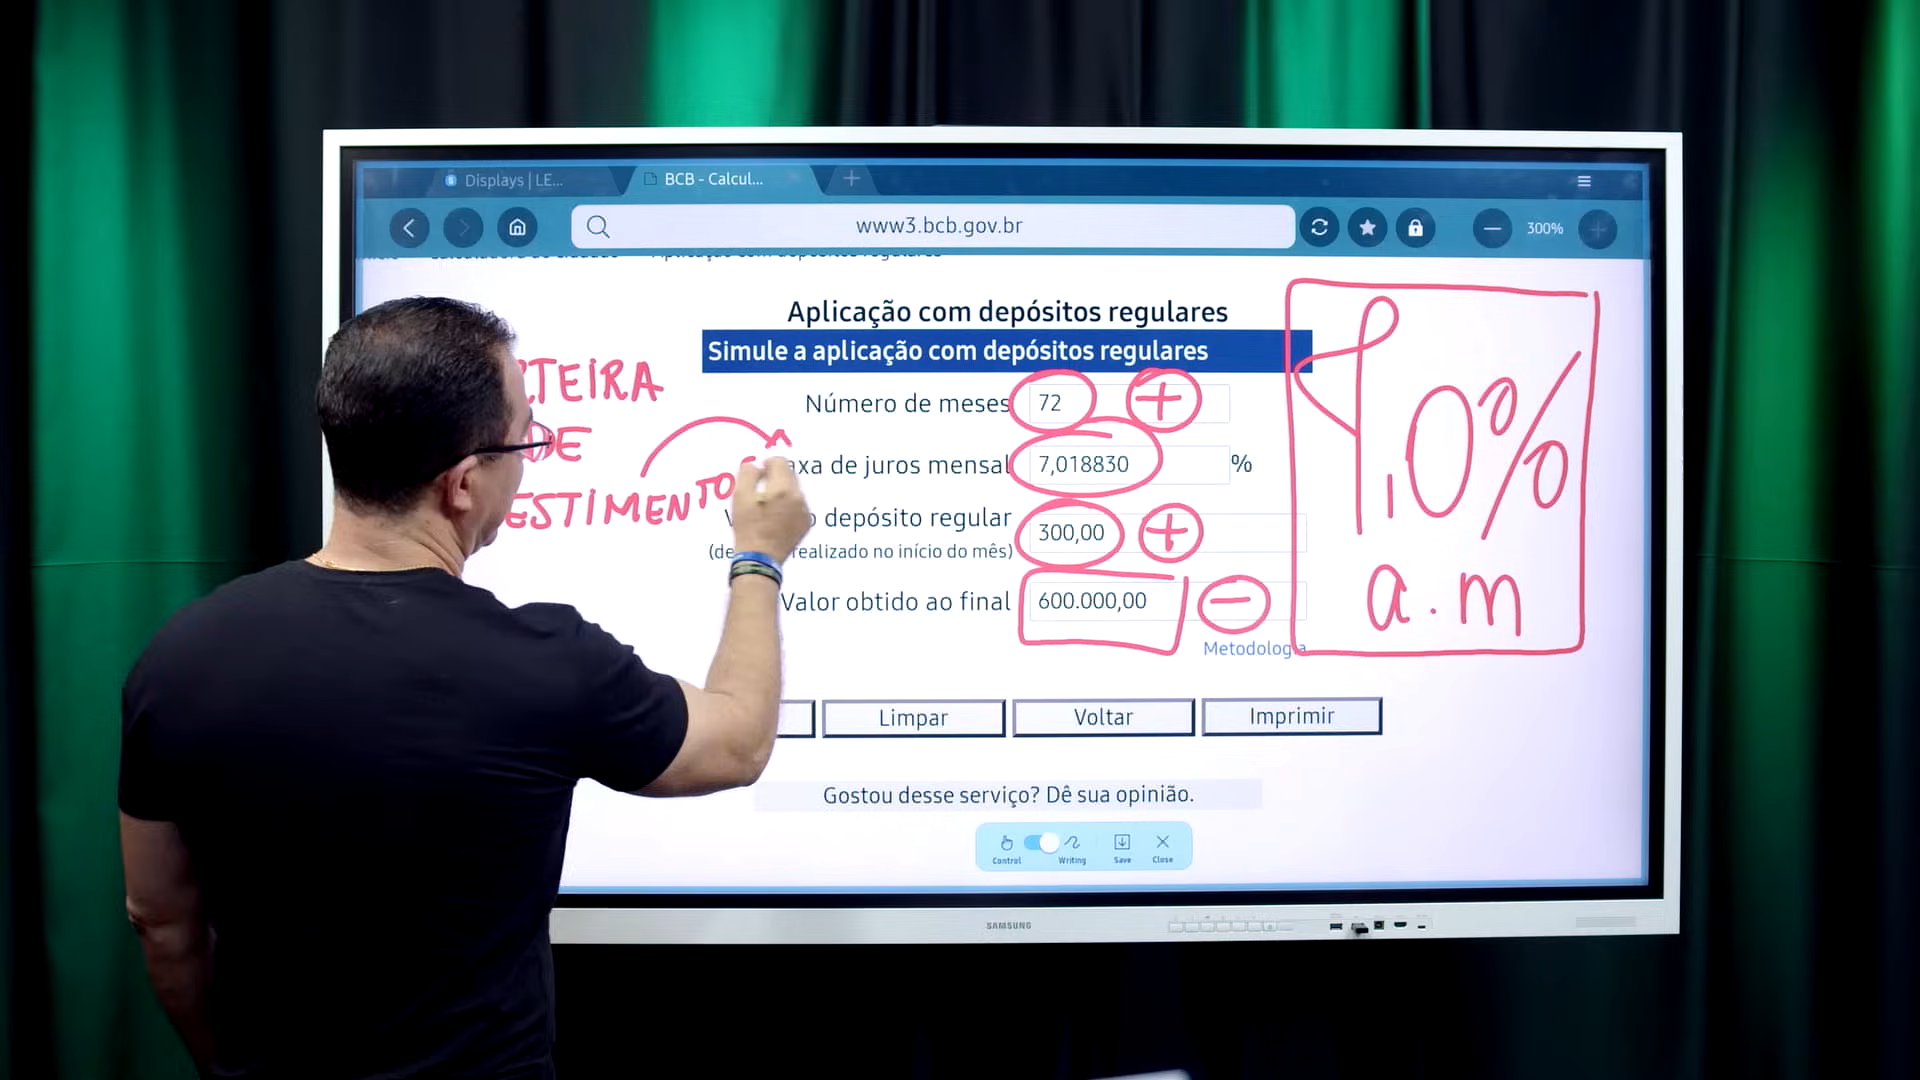 Displays | LE...
BCB - Calcul...
www3.bcb.gov.br
300%
Aplicação com depósitos regulares
Simule a aplicação com depósitos regulares
Número de meses 72 +
axa de juros mensal 7,018830 %
depósito regular 300,00 +
realizado no início do mês)
Valor obtido ao final 600.000,00 −
Metodologia
TEIRA
DE
ESTIMENTOS
1,0%
a.m
Limpar Voltar Imprimir
Gostou desse serviço? Dê sua opinião.
Control Writing Save Close
SAMSUNG